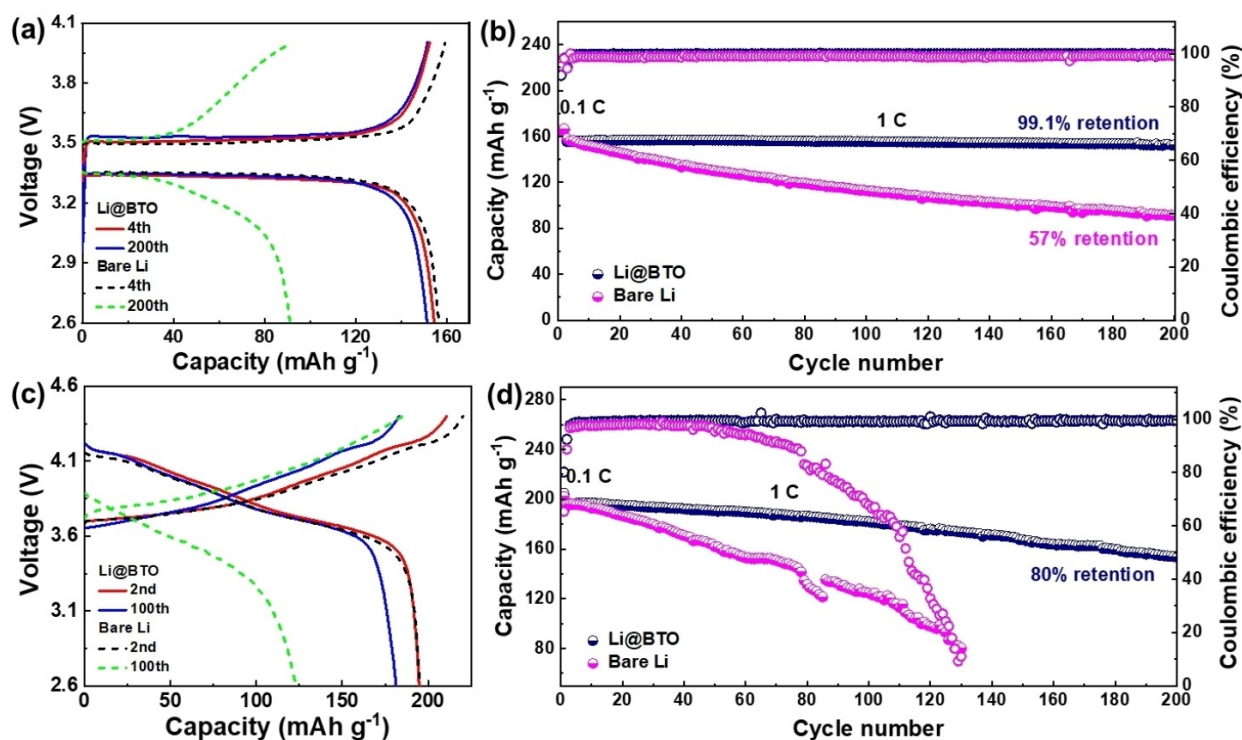 (a)
4.1
3.8
3.5
3.2
2.9
2.6
Voltage (V)
Li@BTO
4th
200th
Bare Li
4th
200th
0 40 80 120 160
Capacity (mAh g⁻¹)
(b)
240
200
160
120
80
40
0
Capacity (mAh g⁻¹)
0.1 C
1 C
99.1% retention
57% retention
Li@BTO
Bare Li
0 20 40 60 80 100 120 140 160 180 200
Cycle number
100
80
60
40
20
0
Coulombic efficiency (%)
(c)
4.6
4.1
3.6
3.1
2.6
Voltage (V)
Li@BTO
2nd
100th
Bare Li
2nd
100th
0 50 100 150 200
Capacity (mAh g⁻¹)
(d)
280
240
200
160
120
80
Capacity (mAh g⁻¹)
0.1 C
1 C
80% retention
Li@BTO
Bare Li
0 20 40 60 80 100 120 140 160 180 200
Cycle number
100
80
60
40
20
0
Coulombic efficiency (%)